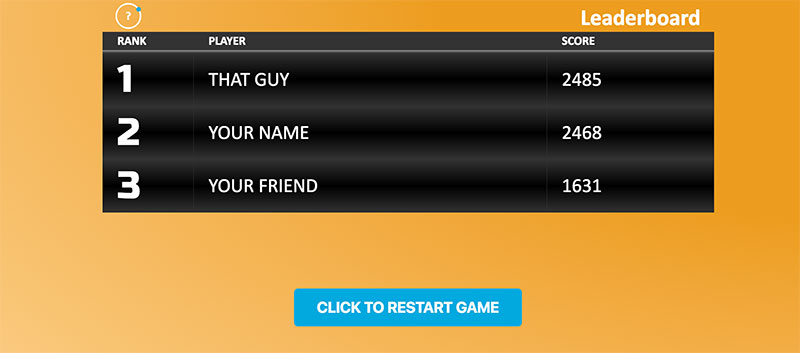 ?
Leaderboard
RANK PLAYER SCORE
1 THAT GUY 2485
2 YOUR NAME 2468
3 YOUR FRIEND 1631
CLICK TO RESTART GAME